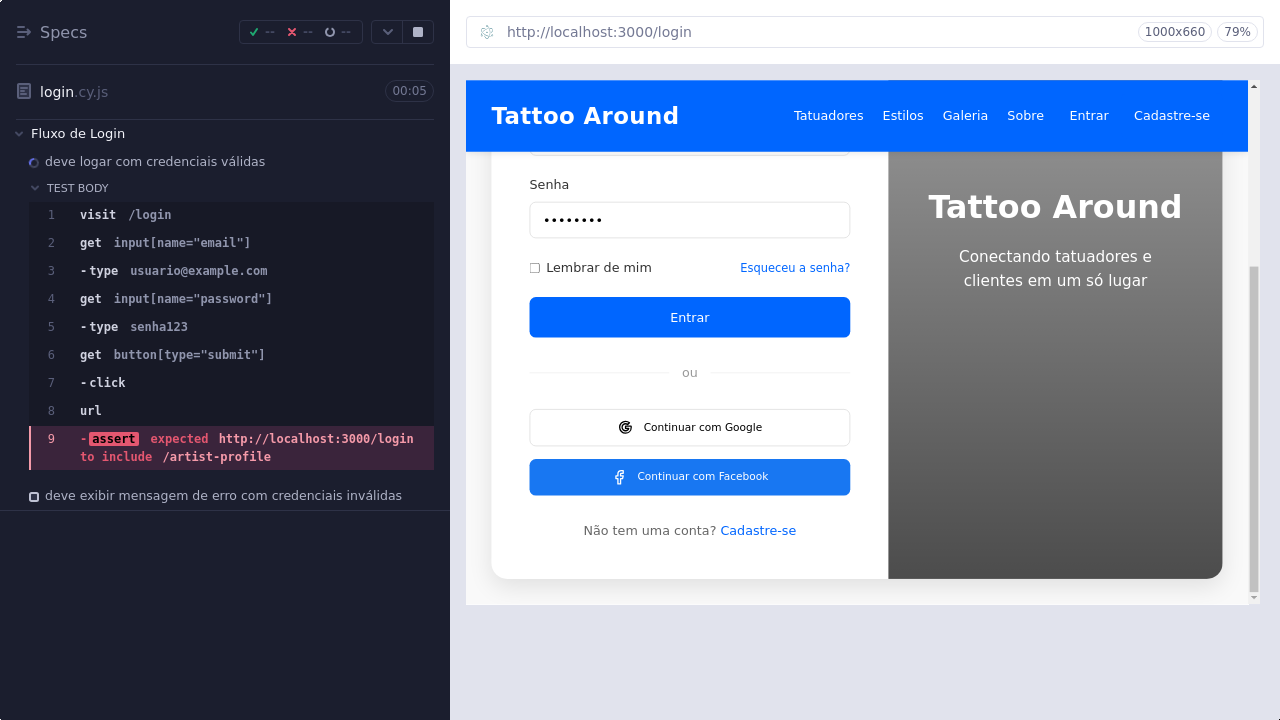 Specs
--
--
--
login.cy.js
00:05
Fluxo de Login
deve logar com credenciais válidas
TEST BODY
1 visit /login
2 get input[name="email"]
3 -type usuario@example.com
4 get input[name="password"]
5 -type senha123
6 get button[type="submit"]
7 -click
8 url
9 -assert expected http://localhost:3000/login
to include /artist-profile
deve exibir mensagem de erro com credenciais inválidas
http://localhost:3000/login
1000x660
79%
Tattoo Around
Tatuadores Estilos Galeria Sobre Entrar Cadastre-se
Senha
••••••••
Lembrar de mim
Esqueceu a senha?
Entrar
ou
Continuar com Google
Continuar com Facebook
Não tem uma conta? Cadastre-se
Tattoo Around
Conectando tatuadores e
clientes em um só lugar